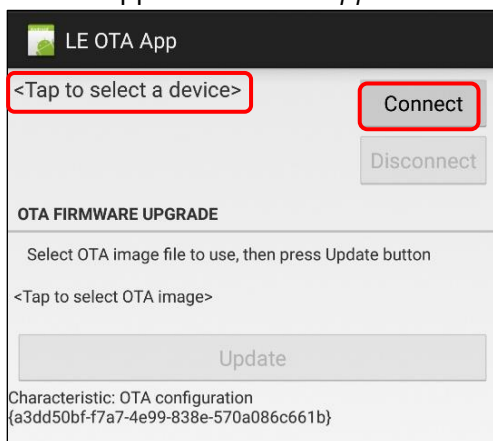 LE OTA App
<Tap to select a device>
Connect
Disconnect
OTA FIRMWARE UPGRADE
Select OTA image file to use, then press Update button
<Tap to select OTA image>
Update
Characteristic: OTA configuration
{a3dd50bf-f7a7-4e99-838e-570a086c661b}